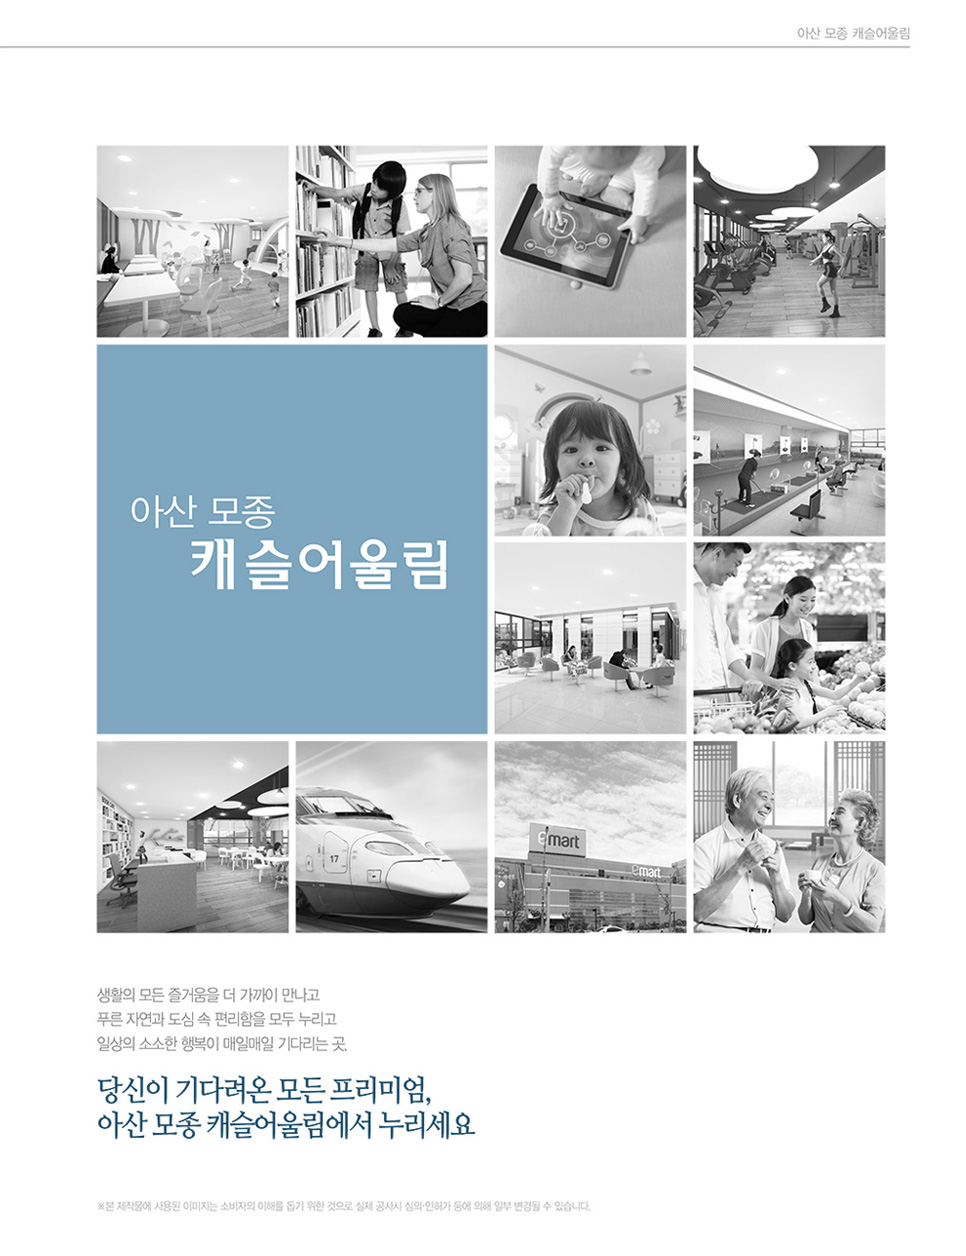 아산 모종 캐슬어울림
아산 모종
캐슬어울림
17
emart
emart
생활의 모든 즐거움을 더 가까이 만나고
푸른 자연과 도심 속 편리함을 모두 누리고
일상의 소소한 행복이 매일매일 기다리는 곳,
당신이 기다려온 모든 프리미엄,
아산 모종 캐슬어울림에서 누리세요
※본 제작물에 사용된 이미지는 소비자의 이해를 돕기 위한 것으로 실제 공사시 심의·인허가 등에 의해 일부 변경될 수 있습니다.